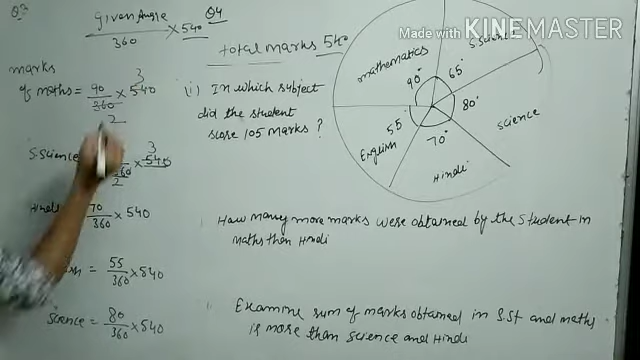 Q3
Given Angle
360
× 540
Q4
Total marks 540
Made with KINEMASTER
marks
of maths = 90/360 × 540
3
2
S.Science
× 540
3
360
2
70/360 × 540
= 55/360 × 540
Science = 80/360 × 540
(i) In which subject
did the student
score 105 marks ?
mathematics
S.Science
90°
65°
80°
Science
55°
English
70°
Hindi
How many more marks were obtained by the student in
maths than Hindi
Examine sum of marks obtained in S.St and maths
is more than science and Hindi